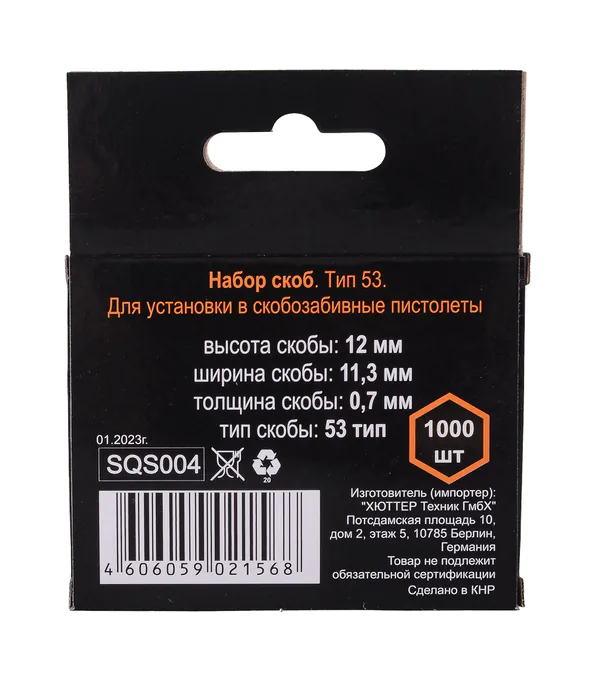 Набор скоб. Тип 53.
Для установки в скобозабивные пистолеты
высота скобы: 12 мм
ширина скобы: 11,3 мм
толщина скобы: 0,7 мм
тип скобы: 53 тип
1000
шт
01.2023г.
SQS004
20
Изготовитель (импортер):
"ХЮТТЕР Техник ГмбХ"
Потсдамская площадь 10,
дом 2, этаж 5, 10785 Берлин,
Германия
Товар не подлежит
обязательной сертификации
Сделано в КНР
4 606059 021568